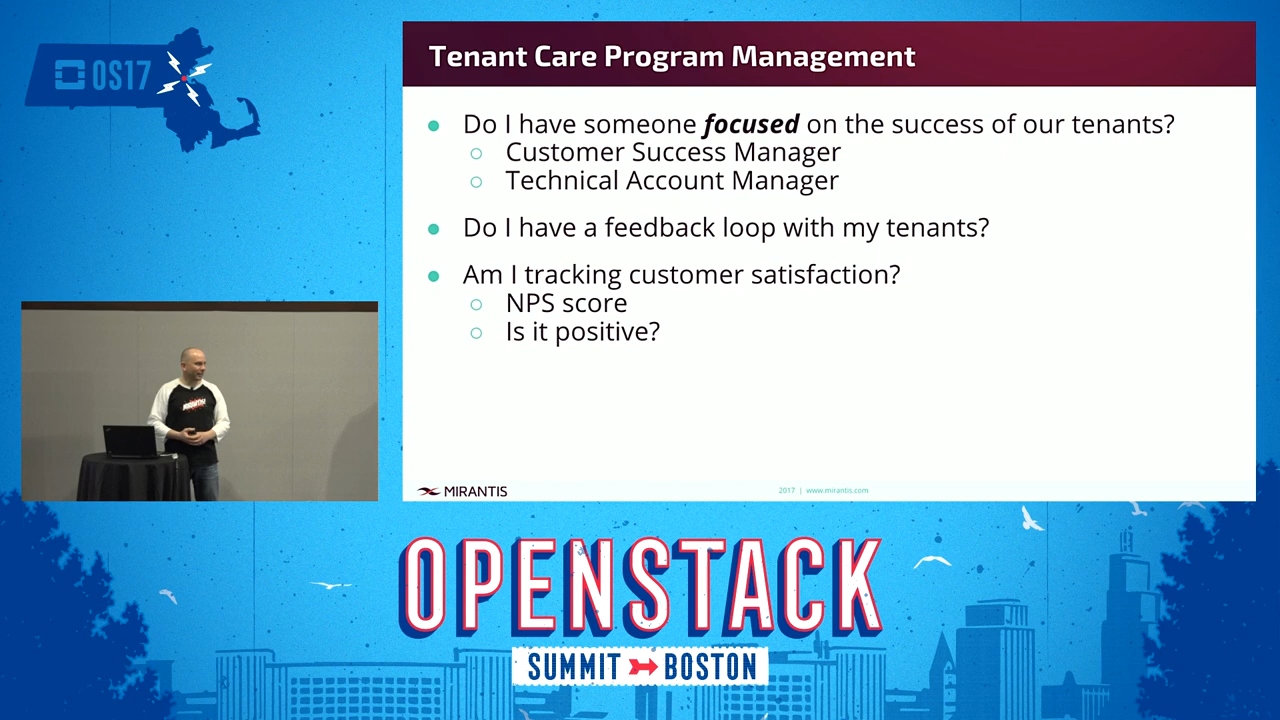 OS17
Tenant Care Program Management
Do I have someone focused on the success of our tenants?
Customer Success Manager
Technical Account Manager
Do I have a feedback loop with my tenants?
Am I tracking customer satisfaction?
NPS score
Is it positive?
MIRANTIS
2017 | www.mirantis.com
OPENSTACK
SUMMIT BOSTON